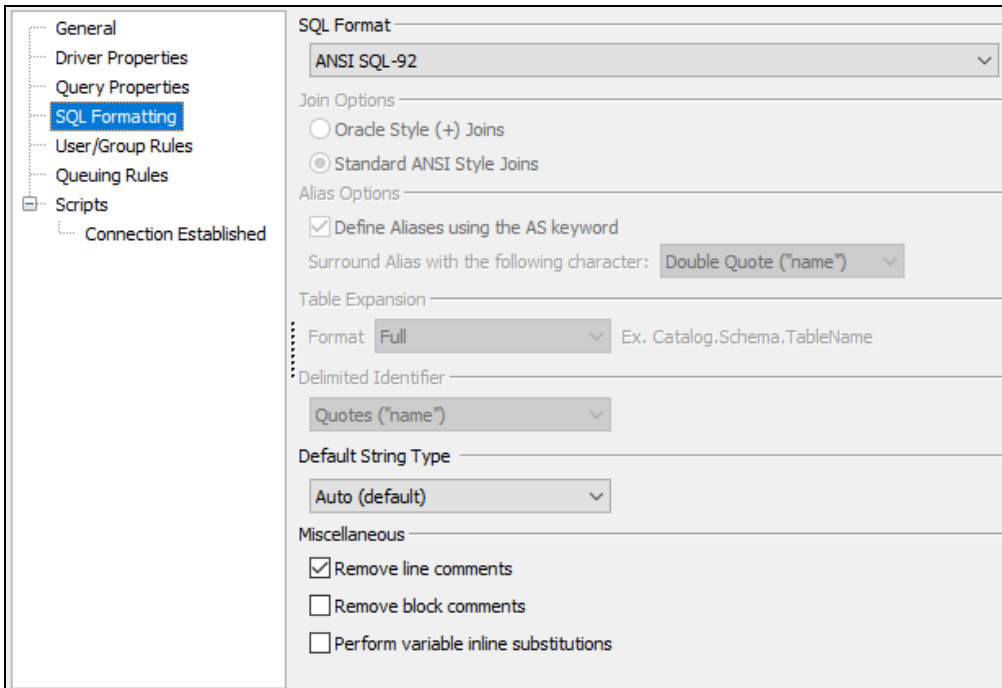 General
Driver Properties
Query Properties
SQL Formatting
User/Group Rules
Queuing Rules
Scripts
Connection Established
SQL Format
ANSI SQL-92
Join Options
Oracle Style (+) Joins
Standard ANSI Style Joins
Alias Options
Define Aliases using the AS keyword
Surround Alias with the following character: Double Quote ("name")
Table Expansion
Format Full Ex. Catalog.Schema.TableName
Delimited Identifier
Quotes ("name")
Default String Type
Auto (default)
Miscellaneous
Remove line comments
Remove block comments
Perform variable inline substitutions